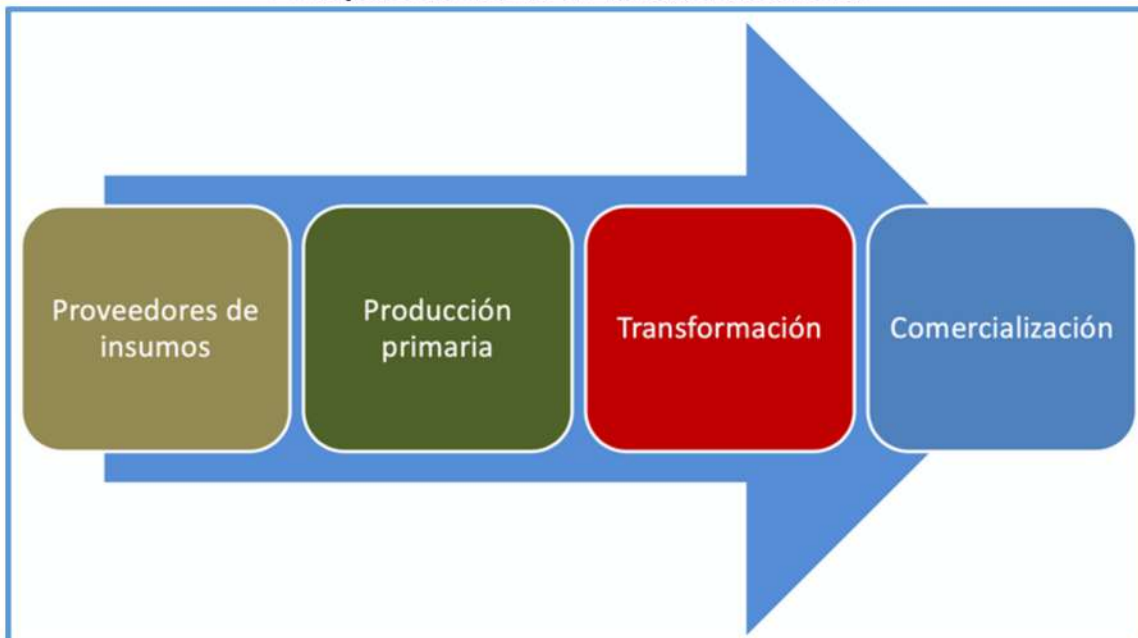 Proveedores de
insumos
Producción
primaria
Transformación
Comercialización